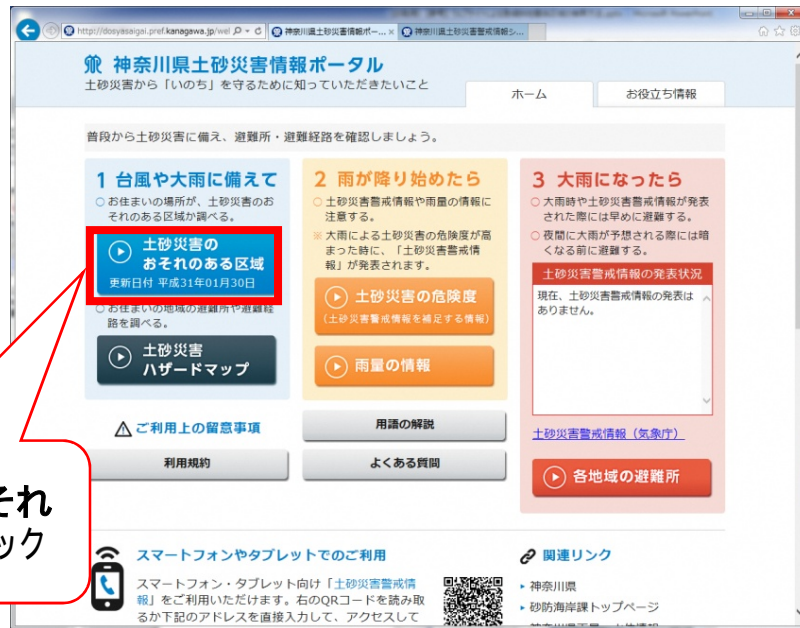 http://dosyasaigai.pref.kanagawa.jp/wel
神奈川県土砂災害情報ポー...
神奈川県土砂災害警戒情報シ...
神奈川県土砂災害情報ポータル
土砂災害から「いのち」を守るために知っていただきたいこと
ホーム
お役立ち情報
普段から土砂災害に備え、避難所・避難経路を確認しましょう。
1 台風や大雨に備えて
○ お住まいの場所が、土砂災害のお
それのある区域か調べる。
土砂災害の
おそれのある区域
更新日付 平成31年01月30日
○ お住まいの地域の避難所や避難経
路を調べる。
土砂災害
ハザードマップ
2 雨が降り始めたら
○ 土砂災害警戒情報や雨量の情報に
注意する。
※ 大雨による土砂災害の危険度が高
まった時に、「土砂災害警戒情
報」が発表されます。
土砂災害の危険度
(土砂災害警戒情報を補足する情報)
雨量の情報
3 大雨になったら
○ 大雨時や土砂災害警戒情報が発表
された際には早めに避難する。
○ 夜間に大雨が予想される際には暗
くなる前に避難する。
土砂災害警戒情報の発表状況
現在、土砂災害警戒情報の発表は
ありません。
土砂災害警戒情報（気象庁）
各地域の避難所
ご利用上の留意事項
用語の解説
利用規約
よくある質問
それ
ック
スマートフォンやタブレットでのご利用
スマートフォン・タブレット向け「土砂災害警戒情
報」をご利用いただけます。右のQRコードを読み取
るか下記のアドレスを直接入力して、アクセスして
関連リンク
神奈川県
砂防海岸課トップページ